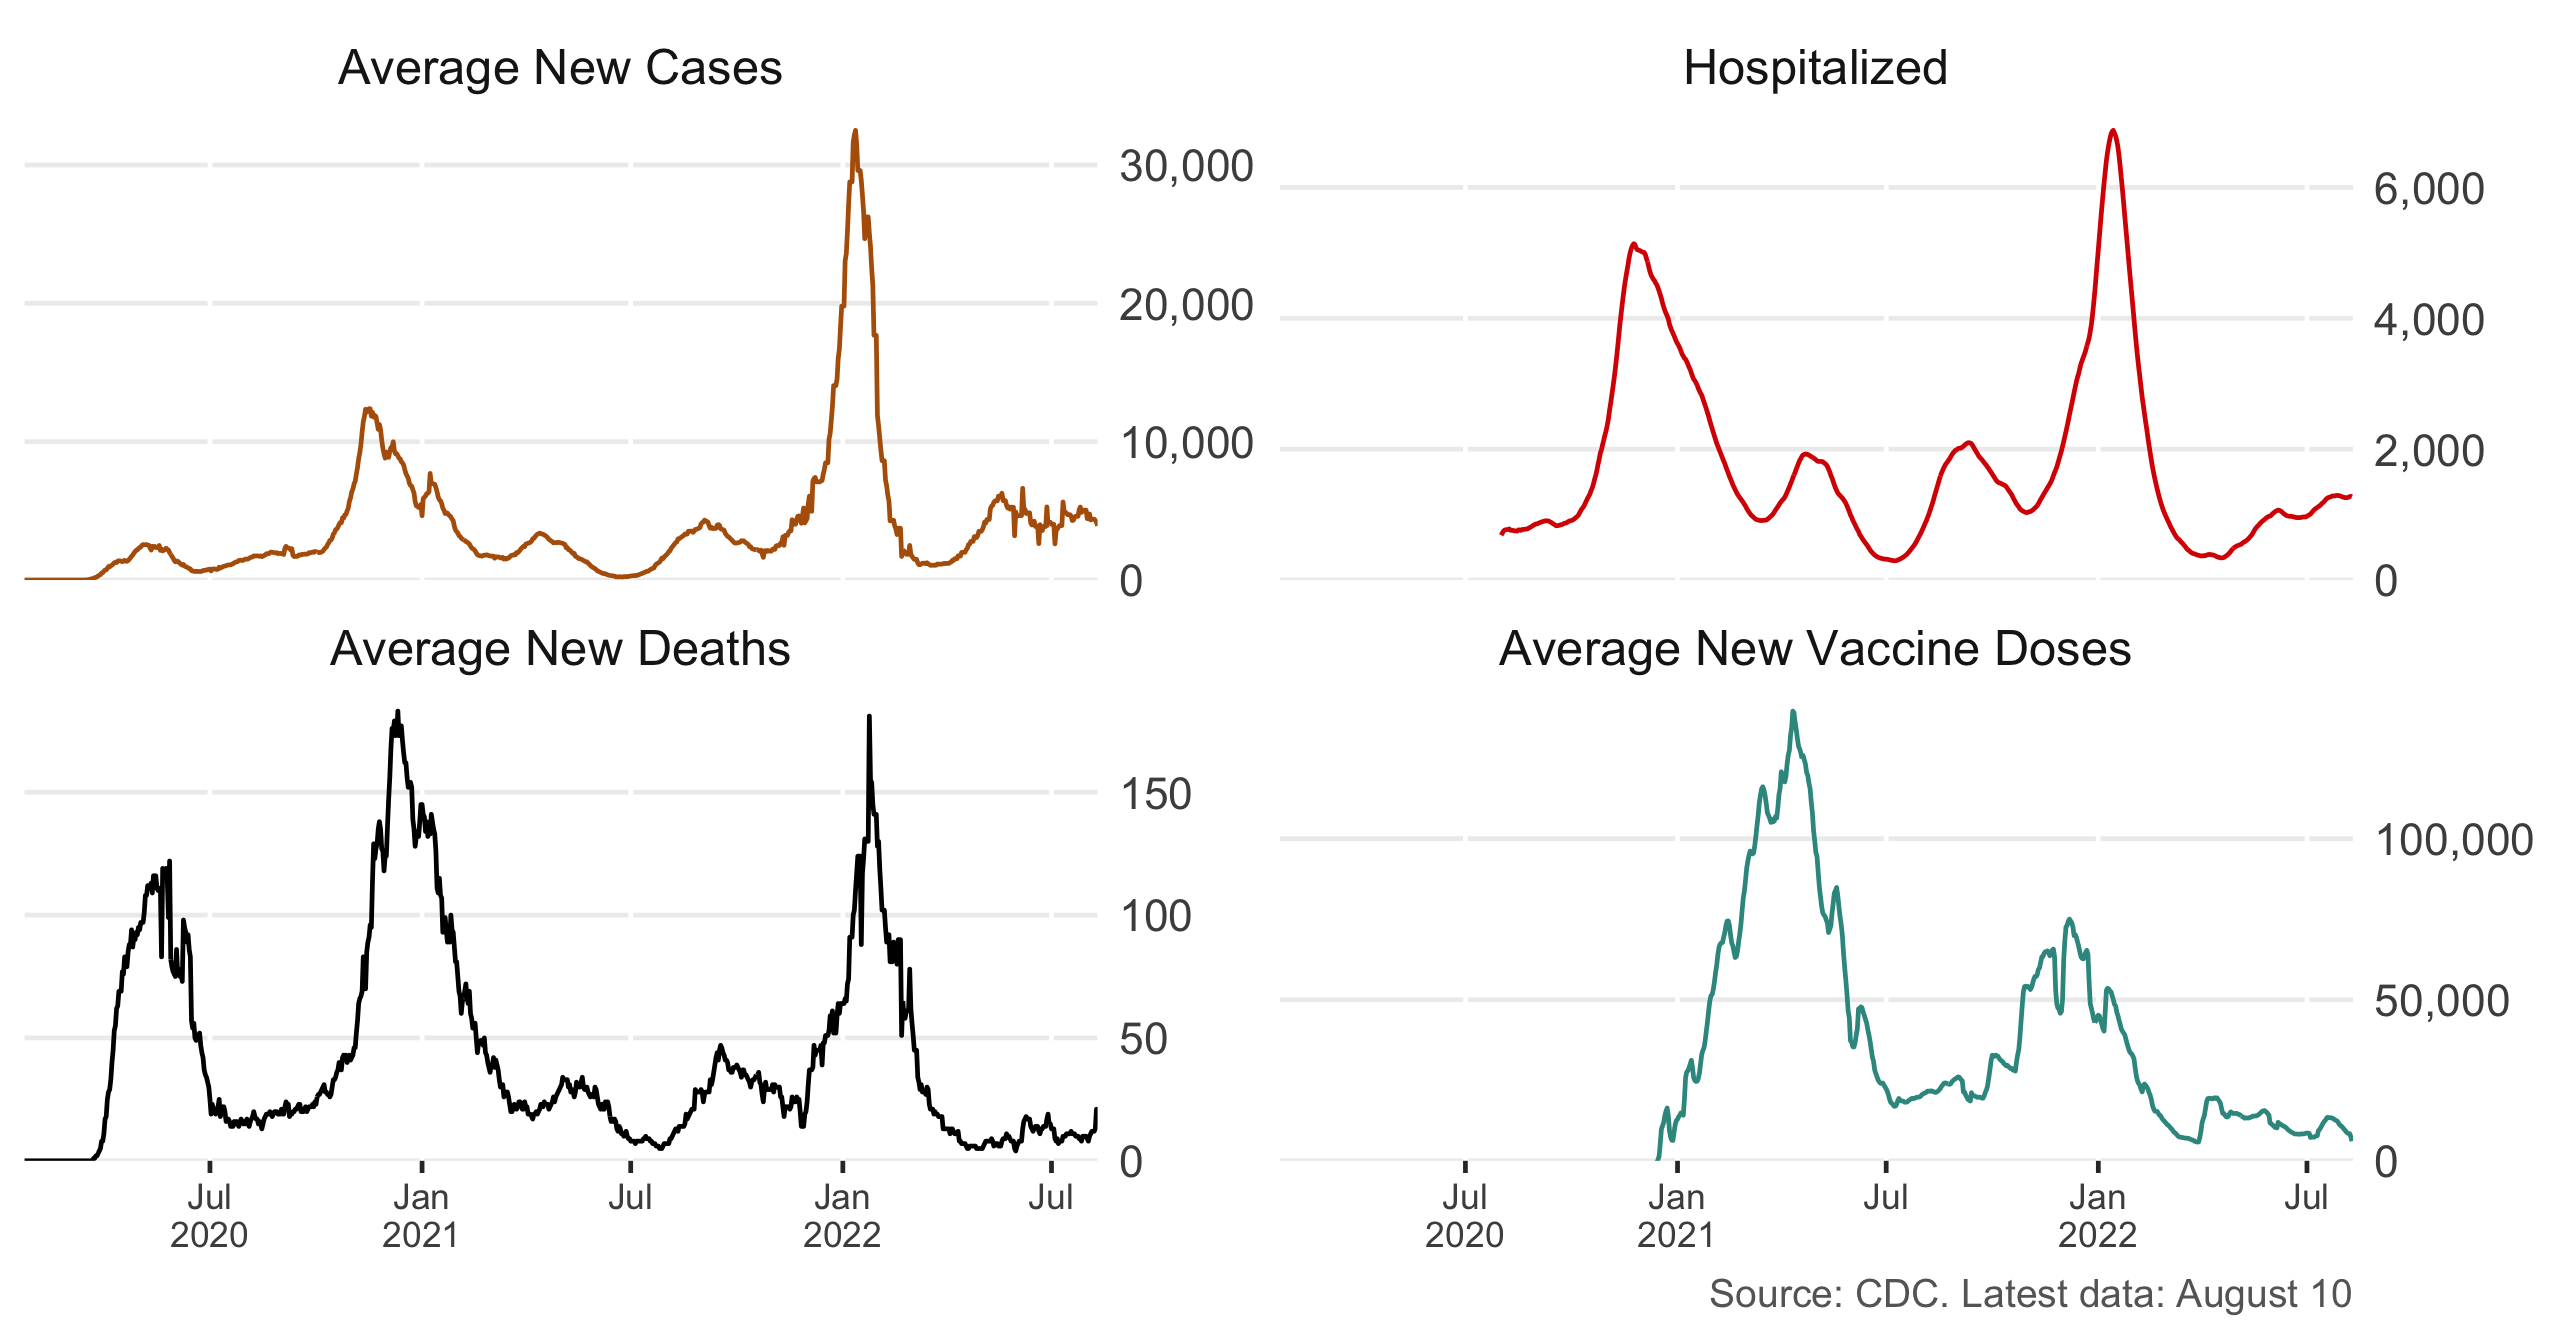 Average New Cases
30,000
20,000
10,000
0
Hospitalized
6,000
4,000
2,000
0
Average New Deaths
150
100
50
0
Jul Jan Jul Jan Jul
2020 2021 2022
Average New Vaccine Doses
100,000
50,000
0
Jul Jan Jul Jan Jul
2020 2021 2022
Source: CDC. Latest data: August 10